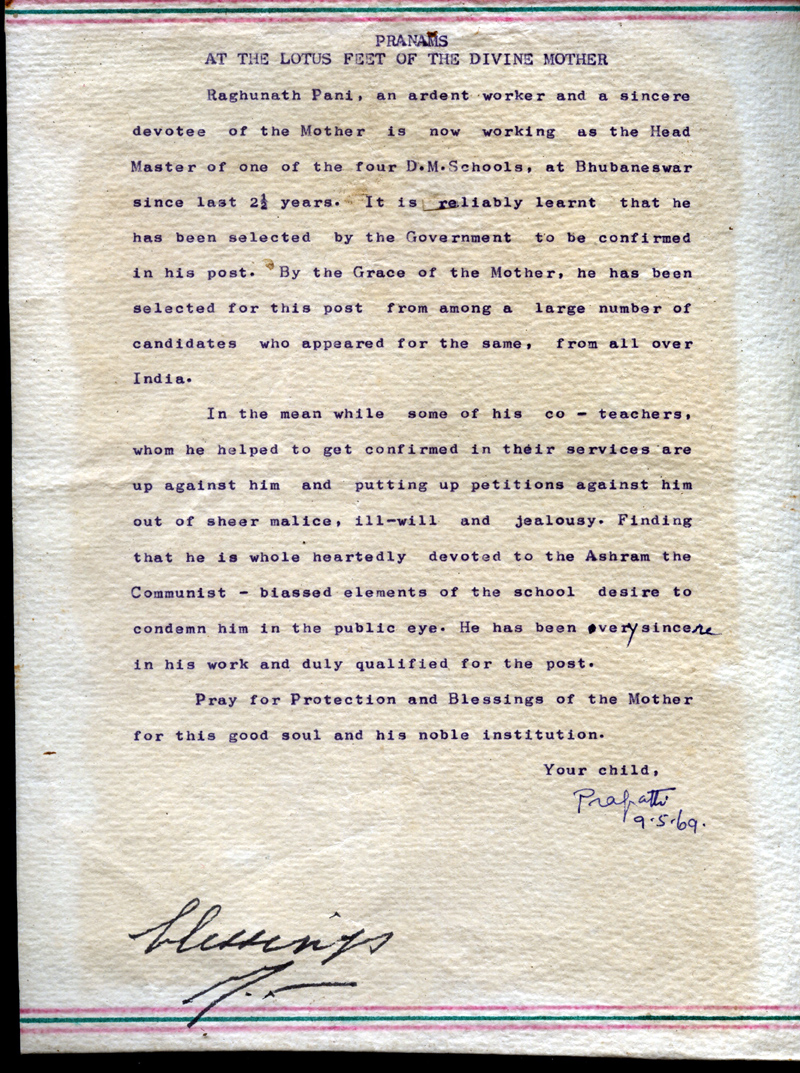 PRANAMS
AT THE LOTUS FEET OF THE DIVINE MOTHER
Raghunath Pani, an ardent worker and a sincere
devotee of the Mother is now working as the Head
Master of one of the four D.M.Schools, at Bhubaneswar
since last 2½ years. It is reliably learnt that he
has been selected by the Government to be confirmed
in his post. By the Grace of the Mother, he has been
selected for this post from among a large number of
candidates who appeared for the same, from all over
India.
In the mean while some of his co - teachers,
whom he helped to get confirmed in their services are
up against him and putting up petitions against him
out of sheer malice, ill-will and jealousy. Finding
that he is whole heartedly devoted to the Ashram the
Communist - biassed elements of the school desire to
condemn him in the public eye. He has been very sincere
in his work and duly qualified for the post.
Pray for Protection and Blessings of the Mother
for this good soul and his noble institution.
Your child,
Prapatti
9.5.69.
blessings